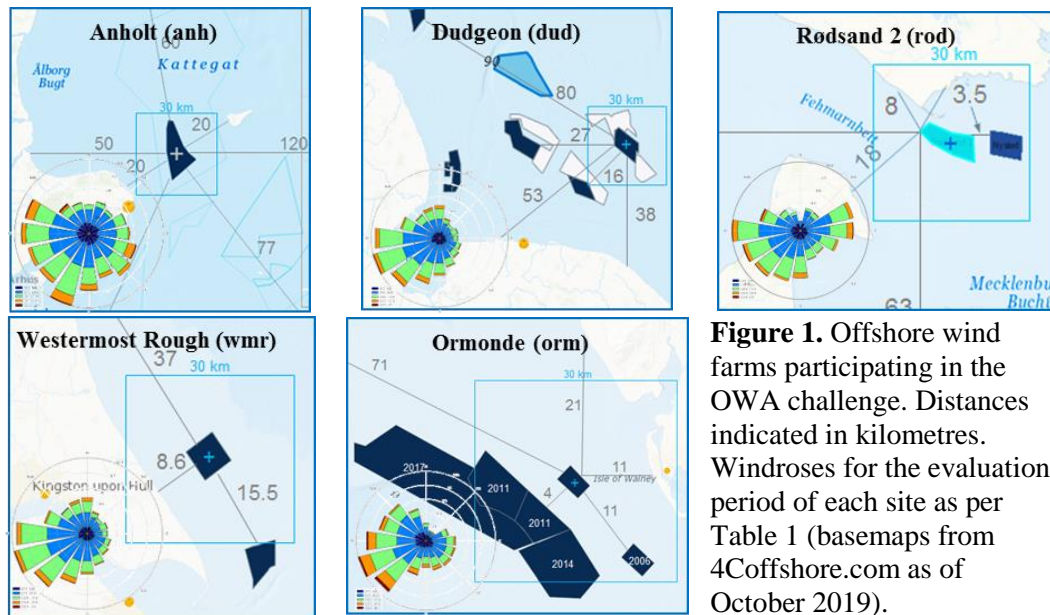 Anholt (anh)
60
Kattegat
Ålborg
Bugt
30 km
20
50
120
20
77
Dudgeon (dud)
90
80
30 km
27
16
53
38
Rødsand 2 (rod)
30 km
8
3.5
Fehmarnbelt
18
Nysted
63
Mecklenbu
Bucht
Westermost Rough (wmr)
37
30 km
8.6
Kingston upon Hull
15.5
Ormonde (orm)
71
30 km
21
2017
2011
11
Isle of Walney
4
2011
11
2014
2006
Figure 1. Offshore wind
farms participating in the
OWA challenge. Distances
indicated in kilometres.
Windroses for the evaluation
period of each site as per
Table 1 (basemaps from
4Coffshore.com as of
October 2019).